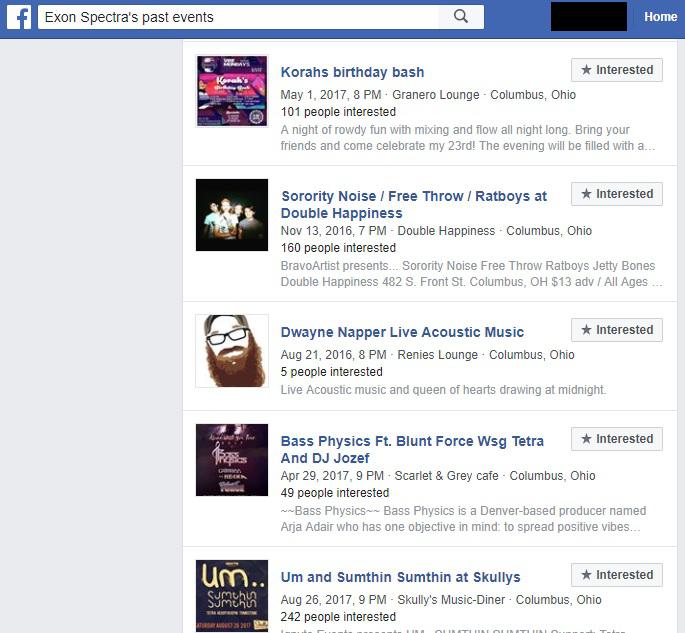 f Exon Spectra's past events
Home
Korahs birthday bash
★ Interested
May 1, 2017, 8 PM · Granero Lounge · Columbus, Ohio
101 people interested
A night of rowdy fun with mixing and flow all night long. Bring your
friends and come celebrate my 23rd! The evening will be filled with a…
Sorority Noise / Free Throw / Ratboys at
Double Happiness
★ Interested
Nov 13, 2016, 7 PM · Double Happiness · Columbus, Ohio
160 people interested
BravoArtist presents... Sorority Noise Free Throw Ratboys Jetty Bones
Double Happiness 482 S. Front St. Columbus, OH $13 adv / All Ages …
Dwayne Napper Live Acoustic Music
★ Interested
Aug 21, 2016, 8 PM · Renies Lounge · Columbus, Ohio
5 people interested
Live Acoustic music and queen of hearts drawing at midnight.
Bass Physics Ft. Blunt Force Wsg Tetra
And DJ Jozef
★ Interested
Apr 29, 2017, 9 PM · Scarlet & Grey cafe · Columbus, Ohio
49 people interested
~~Bass Physics~~ Bass Physics is a Denver-based producer named
Arja Adair who has one objective in mind: to spread positive vibes…
um..
Sumthin
Sumthin
SATURDAY AUGUST 26 2017
Um and Sumthin Sumthin at Skullys
★ Interested
Aug 26, 2017, 9 PM · Skully's Music-Diner · Columbus, Ohio
242 people interested